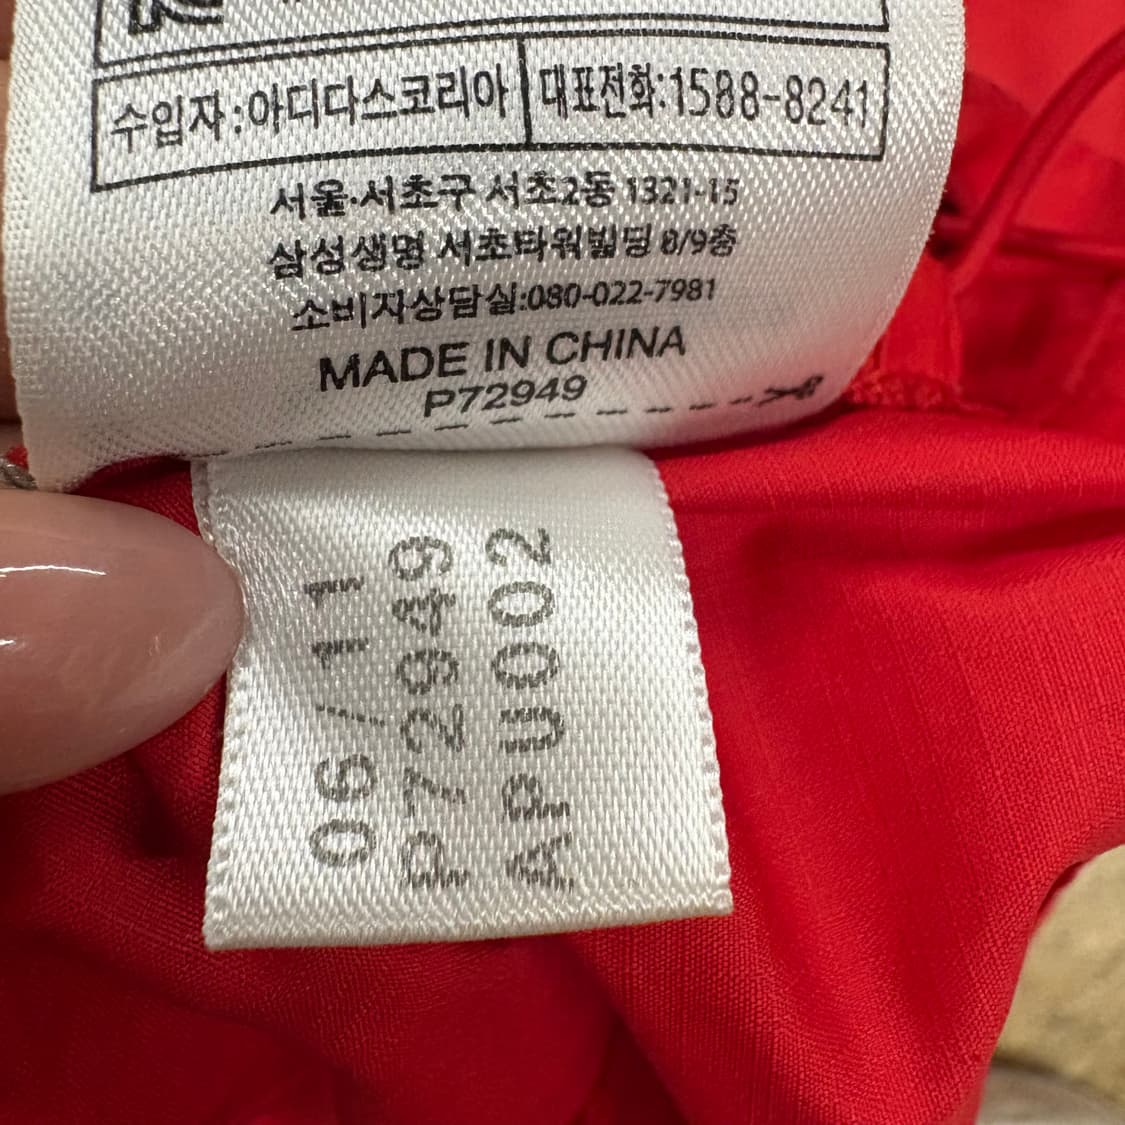 수입자:아디다스코리아 대표전화:1588-8241
서울·서초구 서초2동 1321-15
삼성생명 서초타워빌딩 8/9층
소비자상담실:080-022-7981
MADE IN CHINA
P72949
06/11
P72949
APU002